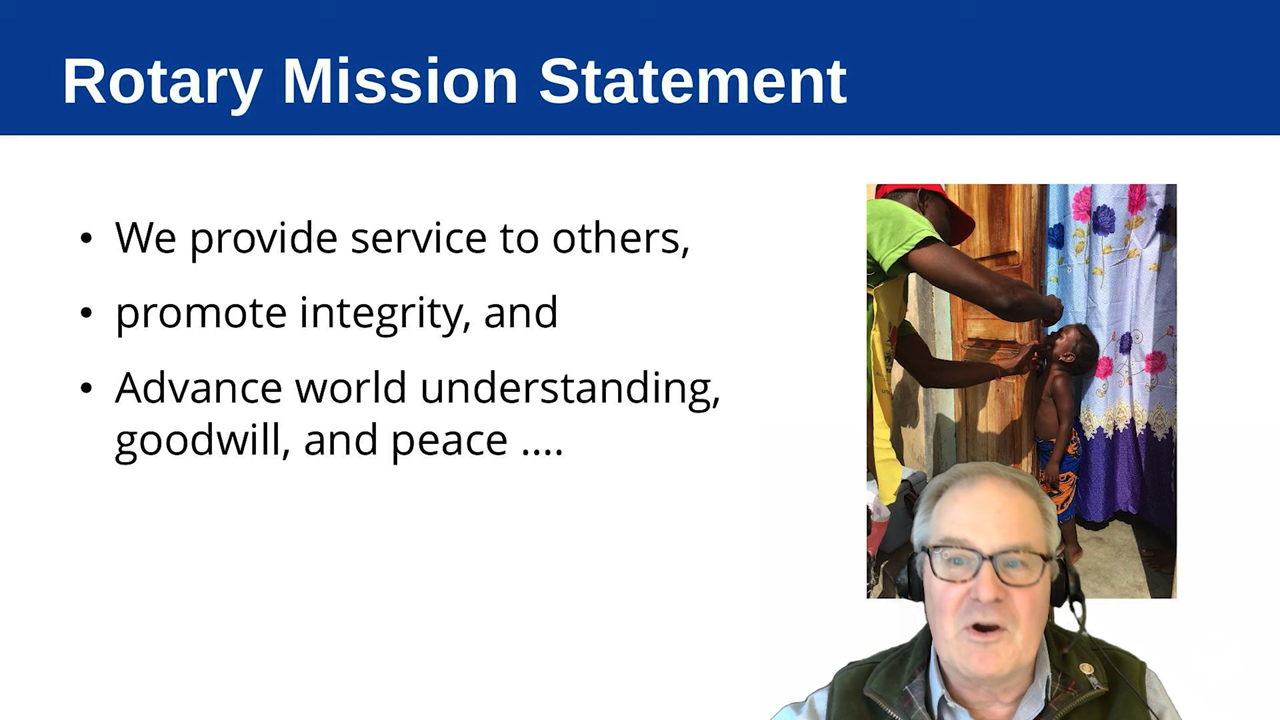 Rotary Mission Statement
• We provide service to others,
• promote integrity, and
• Advance world understanding,
goodwill, and peace ....